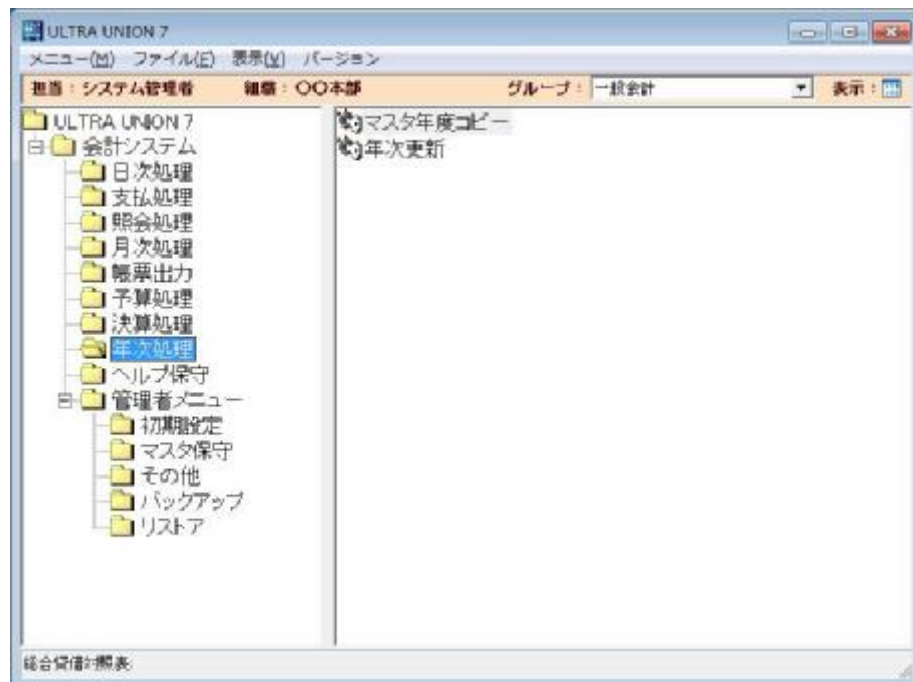 ULTRA UNION 7
メニュー(M) ファイル(F) 表示(V) バージョン
担当:システム管理者 組織:〇〇本部 グループ: 一般会計 表示:
ULTRA UNION 7
会計システム
日次処理
支払処理
照会処理
月次処理
帳票出力
予算処理
決算処理
年次処理
ヘルプ保守
管理者メニュー
初期設定
マスタ保守
その他
バックアップ
リストア
マスタ年度コピー
年次更新
総合貸借対照表